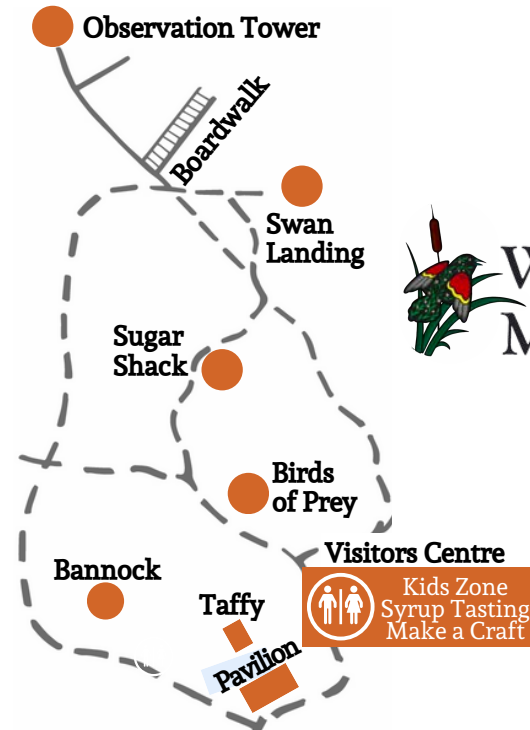 Observation Tower
Boardwalk
Swan
Landing
Sugar
Shack
Birds
of Prey
Visitors Centre
Kids Zone
Syrup Tasting
Make a Craft
Bannock
Taffy
Pavilion